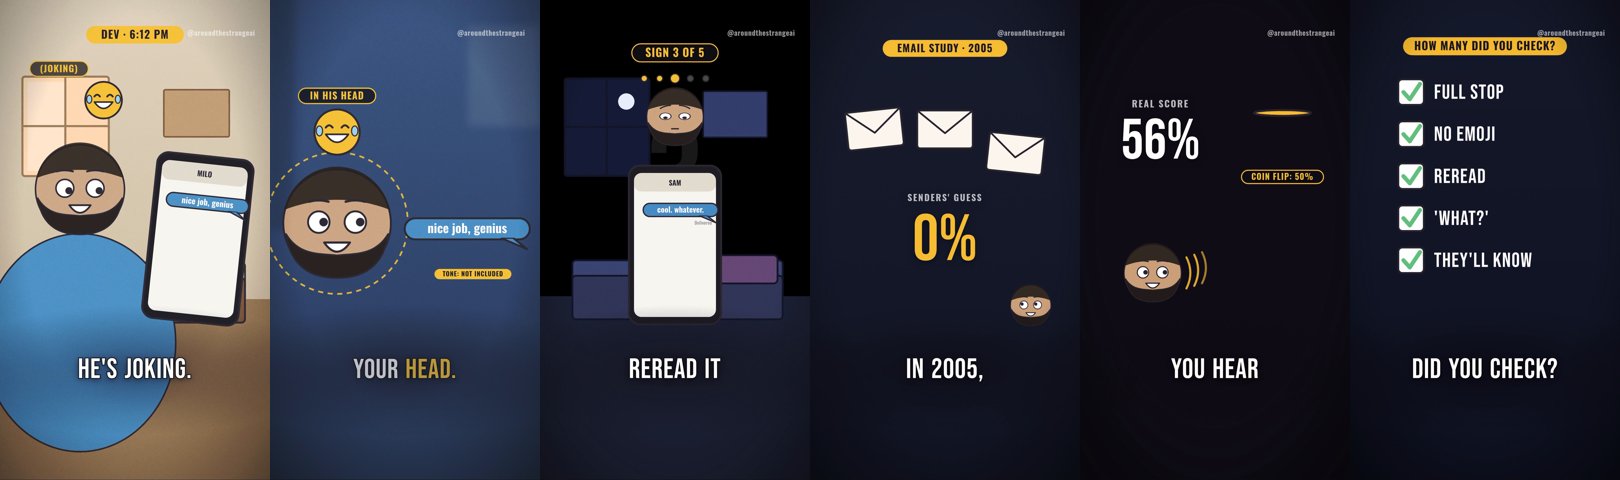 DEV · 6:12 PM
@aroundthestrangeai
(JOKING)
MILO
nice job, genius
HE'S JOKING.
@aroundthestrangeai
IN HIS HEAD
nice job, genius
TONE: NOT INCLUDED
YOUR HEAD.
@aroundthestrangeai
SIGN 3 OF 5
SAM
cool. whatever.
Delivered
REREAD IT
@aroundthestrangeai
EMAIL STUDY · 2005
SENDERS' GUESS
0%
IN 2005,
@aroundthestrangeai
REAL SCORE
56%
COIN FLIP: 50%
YOU HEAR
@aroundthestrangeai
HOW MANY DID YOU CHECK?
FULL STOP
NO EMOJI
REREAD
'WHAT?'
THEY'LL KNOW
DID YOU CHECK?